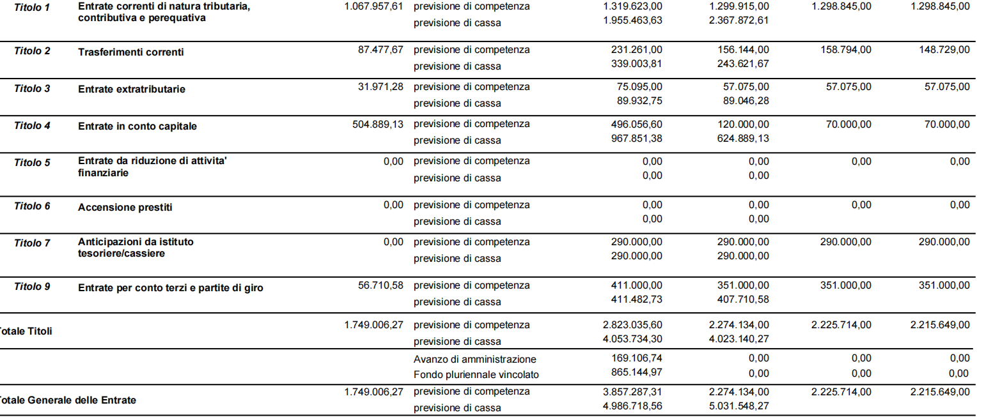 Titolo 1 Entrate correnti di natura tributaria, 1.067.957,61 previsione di competenza 1.319.623,00 1.299.915,00 1.298.845,00 1.298.845,00
contributiva e perequativa previsione di cassa 1.955.463,63 2.367.872,61
Titolo 2 Trasferimenti correnti 87.477,67 previsione di competenza 231.261,00 156.144,00 158.794,00 148.729,00
previsione di cassa 339.003,81 243.621,67
Titolo 3 Entrate extratributarie 31.971,28 previsione di competenza 75.095,00 57.075,00 57.075,00 57.075,00
previsione di cassa 89.932,75 89.046,28
Titolo 4 Entrate in conto capitale 504.889,13 previsione di competenza 496.056,60 120.000,00 70.000,00 70.000,00
previsione di cassa 967.851,38 624.889,13
Titolo 5 Entrate da riduzione di attivita' 0,00 previsione di competenza 0,00 0,00 0,00 0,00
finanziarie previsione di cassa 0,00 0,00
Titolo 6 Accensione prestiti 0,00 previsione di competenza 0,00 0,00 0,00 0,00
previsione di cassa 0,00 0,00
Titolo 7 Anticipazioni da istituto 0,00 previsione di competenza 290.000,00 290.000,00 290.000,00 290.000,00
tesoriere/cassiere previsione di cassa 290.000,00 290.000,00
Titolo 9 Entrate per conto terzi e partite di giro 56.710,58 previsione di competenza 411.000,00 351.000,00 351.000,00 351.000,00
previsione di cassa 411.482,73 407.710,58
otale Titoli 1.749.006,27 previsione di competenza 2.823.035,60 2.274.134,00 2.225.714,00 2.215.649,00
previsione di cassa 4.053.734,30 4.023.140,27
Avanzo di amministrazione 169.106,74 0,00 0,00 0,00
Fondo pluriennale vincolato 865.144,97 0,00 0,00 0,00
otale Generale delle Entrate 1.749.006,27 previsione di competenza 3.857.287,31 2.274.134,00 2.225.714,00 2.215.649,00
previsione di cassa 4.986.718,56 5.031.548,27